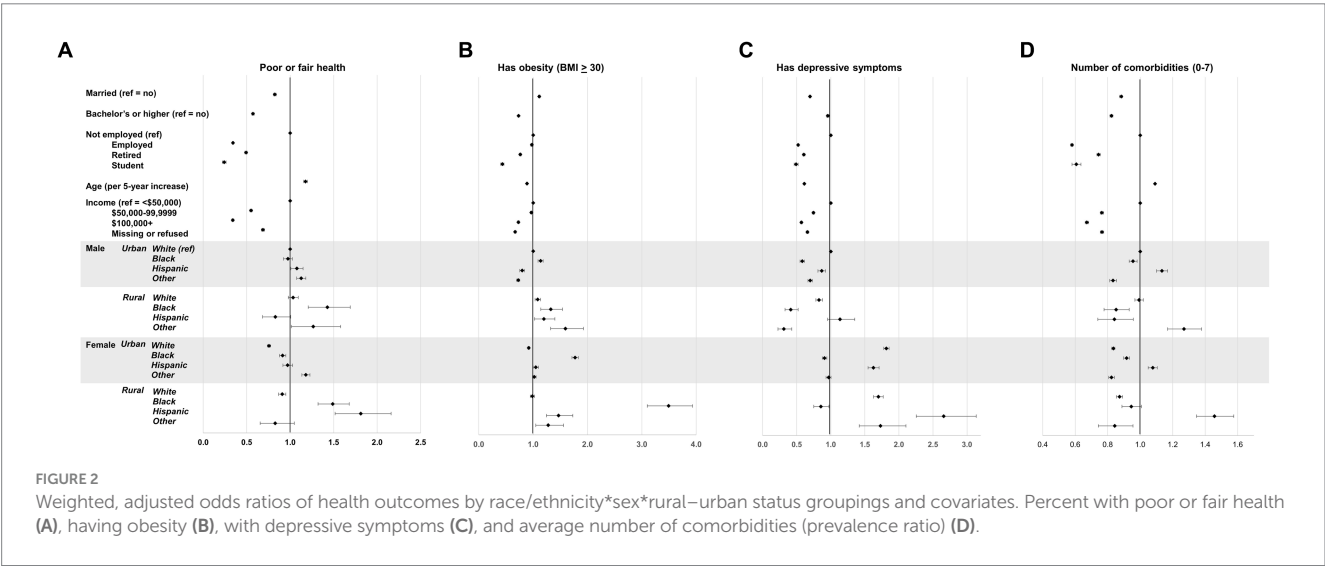 A B C D
Poor or fair health Has obesity (BMI ≥ 30) Has depressive symptoms Number of comorbidities (0-7)
Married (ref = no)
Bachelor's or higher (ref = no)
Not employed (ref)
Employed
Retired
Student
Age (per 5-year increase)
Income (ref = <$50,000)
$50,000-99,9999
$100,000+
Missing or refused
Male Urban White (ref)
Black
Hispanic
Other
Rural White
Black
Hispanic
Other
Female Urban White
Black
Hispanic
Other
Rural White
Black
Hispanic
Other
0.0 0.5 1.0 1.5 2.0 2.5 0.0 1.0 2.0 3.0 4.0 0.0 0.5 1.0 1.5 2.0 2.5 3.0 0.4 0.6 0.8 1.0 1.2 1.4 1.6
FIGURE 2
Weighted, adjusted odds ratios of health outcomes by race/ethnicity*sex*rural–urban status groupings and covariates. Percent with poor or fair health
(A), having obesity (B), with depressive symptoms (C), and average number of comorbidities (prevalence ratio) (D).